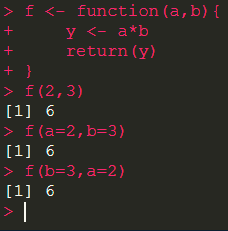 > f <- function(a,b){
+     y <- a*b
+     return(y)
+ }
> f(2,3)
[1] 6
> f(a=2,b=3)
[1] 6
> f(b=3,a=2)
[1] 6
>